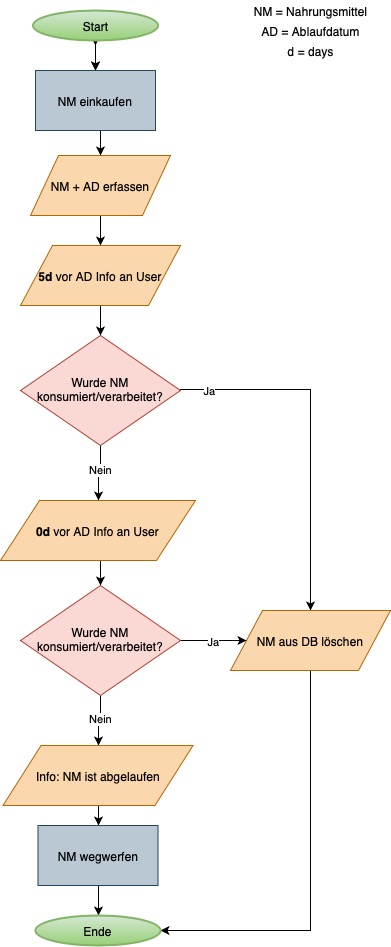 NM = Nahrungsmittel
AD = Ablaufdatum
d = days
Start
NM einkaufen
NM + AD erfassen
5d vor AD Info an User
Wurde NM
konsumiert/verarbeitet?
Ja
Nein
0d vor AD Info an User
Wurde NM
konsumiert/verarbeitet?
Ja
NM aus DB löschen
Nein
Info: NM ist abgelaufen
NM wegwerfen
Ende